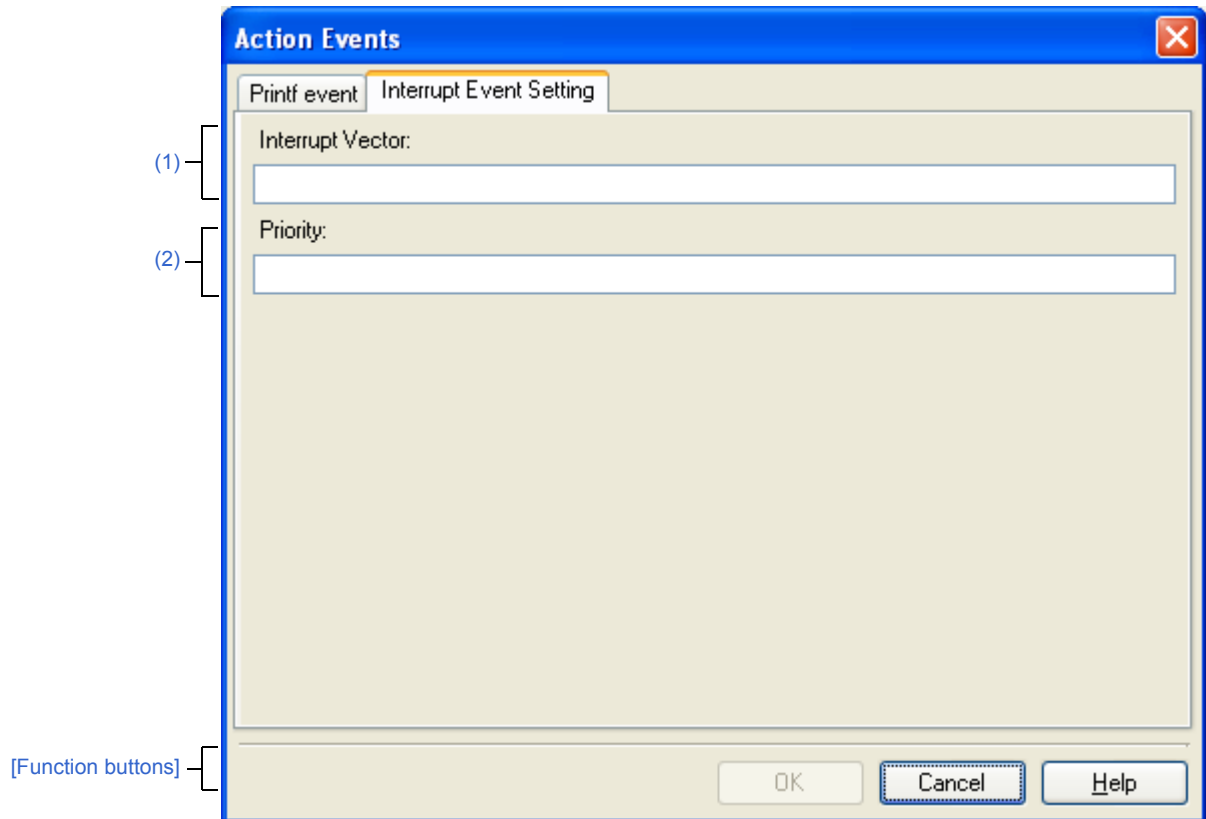 Action Events
Printf event
Interrupt Event Setting
(1)
Interrupt Vector:
(2)
Priority:
[Function buttons]
OK
Cancel
Help